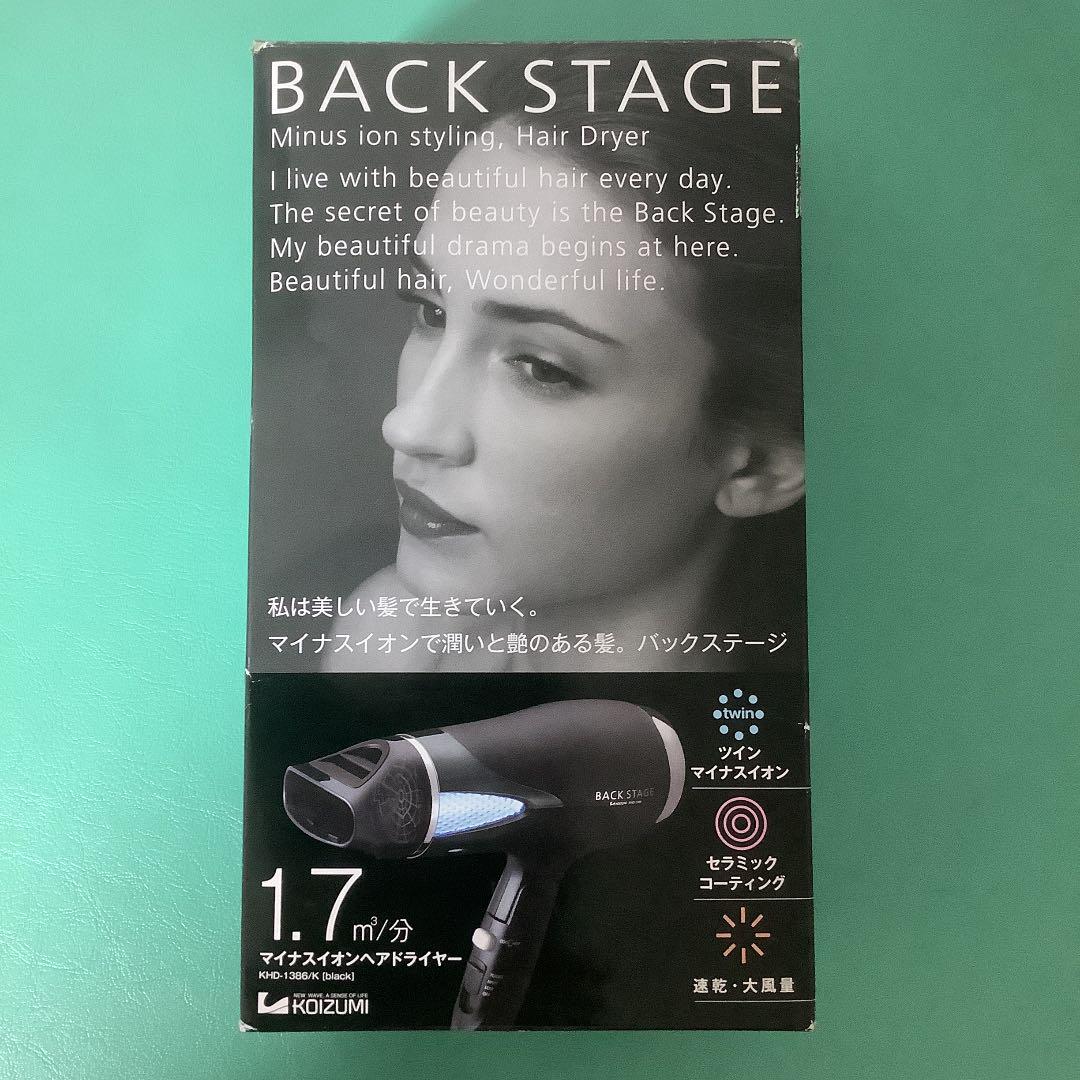 BACK STAGE
Minus ion styling, Hair Dryer
I live with beautiful hair every day.
The secret of beauty is the Back Stage.
My beautiful drama begins at here.
Beautiful hair, Wonderful life.
私は美しい髪で生きていく。
マイナスイオンで潤いと艶のある髪。バックステージ
twin
ツイン
マイナスイオン
BACK STAGE
KOIZUMI
セラミック
コーティング
1.7m³/分
マイナスイオンヘアドライヤー
KHD-1386/K [black]
速乾・大風量
NEW WAVE, A SENSE OF LIFE
KOIZUMI